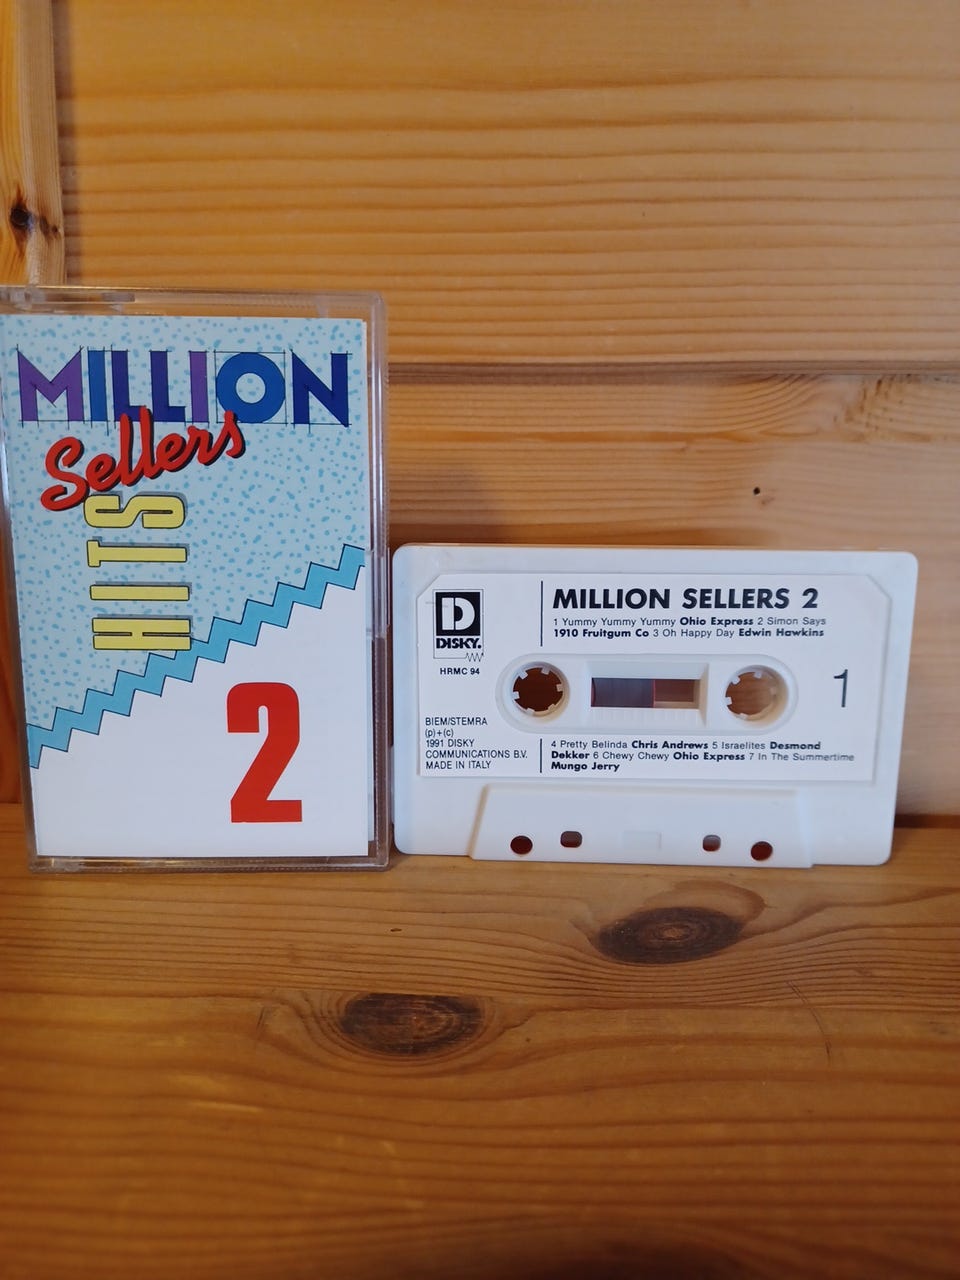 MILLION
Sellers
HITS
2
D
DISKY.
HRMC 94
BIEM/STEMRA
(p)+(c)
1991 DISKY
COMMUNICATIONS B.V.
MADE IN ITALY
MILLION SELLERS 2
1 Yummy Yummy Yummy Ohio Express 2 Simon Says
1910 Fruitgum Co 3 Oh Happy Day Edwin Hawkins
1
4 Pretty Belinda Chris Andrews 5 Israelites Desmond
Dekker 6 Chewy Chewy Ohio Express 7 In The Summertime
Mungo Jerry